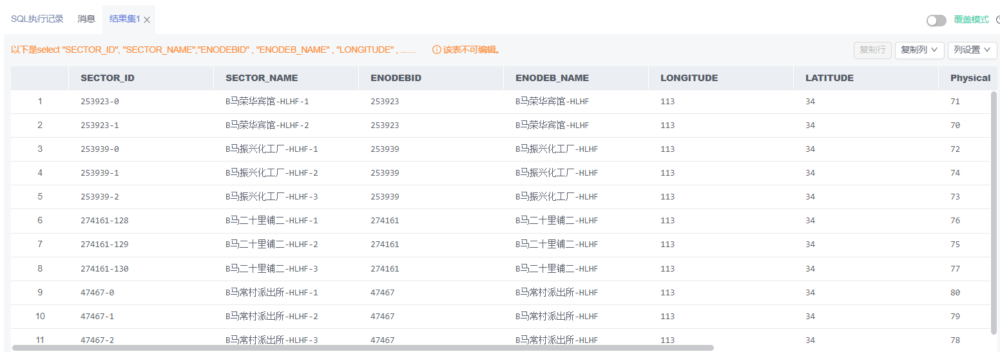 SQL执行记录 消息 结果集1 覆盖模式
以下是select "SECTOR_ID", "SECTOR_NAME","ENODEBID" , "ENODEB_NAME" , "LONGITUDE" , ...... 该表不可编辑。 复制行 复制列 列设置
SECTOR_ID SECTOR_NAME ENODEBID ENODEB_NAME LONGITUDE LATITUDE Physical
1 253923-0 B马荣华宾馆-HLHF-1 253923 B马荣华宾馆-HLHF 113 34 71
2 253923-1 B马荣华宾馆-HLHF-2 253923 B马荣华宾馆-HLHF 113 34 70
3 253939-0 B马振兴化工厂-HLHF-1 253939 B马振兴化工厂-HLHF 113 34 72
4 253939-1 B马振兴化工厂-HLHF-2 253939 B马振兴化工厂-HLHF 113 34 74
5 253939-2 B马振兴化工厂-HLHF-3 253939 B马振兴化工厂-HLHF 113 34 73
6 274161-128 B马二十里铺二-HLHF-1 274161 B马二十里铺二-HLHF 113 34 76
7 274161-129 B马二十里铺二-HLHF-2 274161 B马二十里铺二-HLHF 113 34 75
8 274161-130 B马二十里铺二-HLHF-3 274161 B马二十里铺二-HLHF 113 34 77
9 47467-0 B马常村派出所-HLHF-1 47467 B马常村派出所-HLHF 113 34 80
10 47467-1 B马常村派出所-HLHF-2 47467 B马常村派出所-HLHF 113 34 79
11 47467-2 B马常村派出所-HLHF-3 47467 B马常村派出所-HLHF 113 34 78